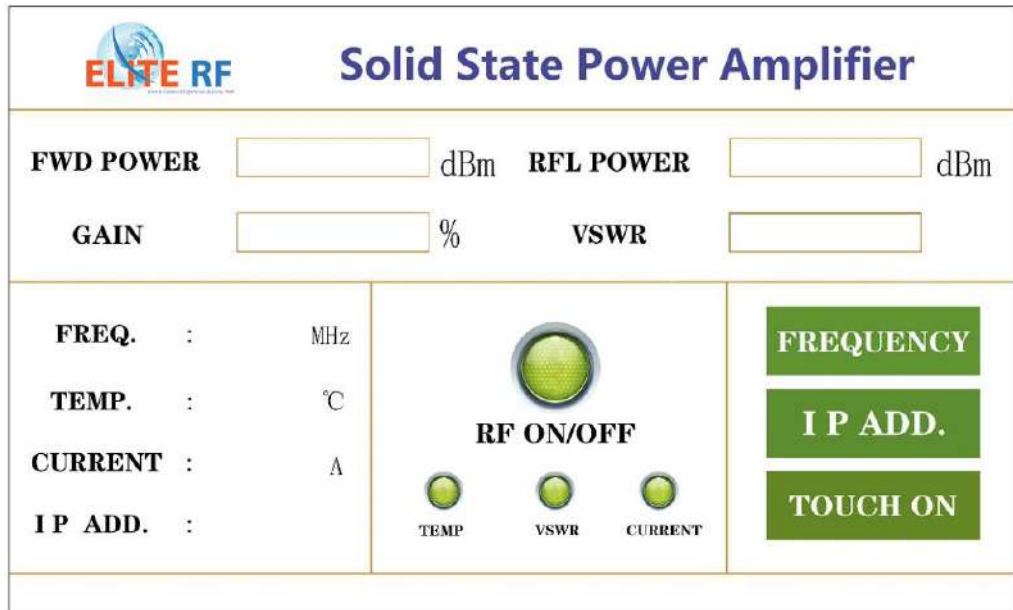 ELITE RF
Solid State Power Amplifier
FWD POWER dBm RFL POWER dBm
GAIN % VSWR
FREQ. : MHz
TEMP. : ℃
CURRENT : A
I P ADD. :
RF ON/OFF
TEMP VSWR CURRENT
FREQUENCY
I P ADD.
TOUCH ON